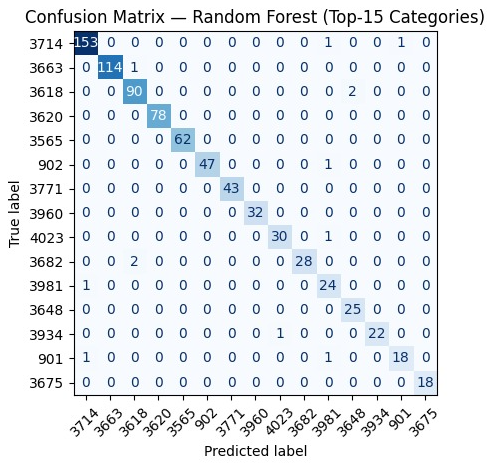 Confusion Matrix — Random Forest (Top-15 Categories)
True label
3714 153 0 0 0 0 0 0 0 0 0 1 0 0 1 0
3663 0 114 1 0 0 0 0 0 0 0 0 0 0 0 0
3618 0 0 90 0 0 0 0 0 0 0 0 2 0 0 0
3620 0 0 0 78 0 0 0 0 0 0 0 0 0 0 0
3565 0 0 0 0 62 0 0 0 0 0 0 0 0 0 0
902 0 0 0 0 0 47 0 0 0 0 1 0 0 0 0
3771 0 0 0 0 0 0 43 0 0 0 0 0 0 0 0
3960 0 0 0 0 0 0 0 32 0 0 0 0 0 0 0
4023 0 0 0 0 0 0 0 0 30 0 1 0 0 0 0
3682 0 0 2 0 0 0 0 0 0 28 0 0 0 0 0
3981 1 0 0 0 0 0 0 0 0 0 24 0 0 0 0
3648 0 0 0 0 0 0 0 0 0 0 0 25 0 0 0
3934 0 0 0 0 0 0 0 0 1 0 0 0 22 0 0
901 1 0 0 0 0 0 0 0 0 0 1 0 0 18 0
3675 0 0 0 0 0 0 0 0 0 0 0 0 0 0 18
3714 3663 3618 3620 3565 902 3771 3960 4023 3682 3981 3648 3934 901 3675
Predicted label